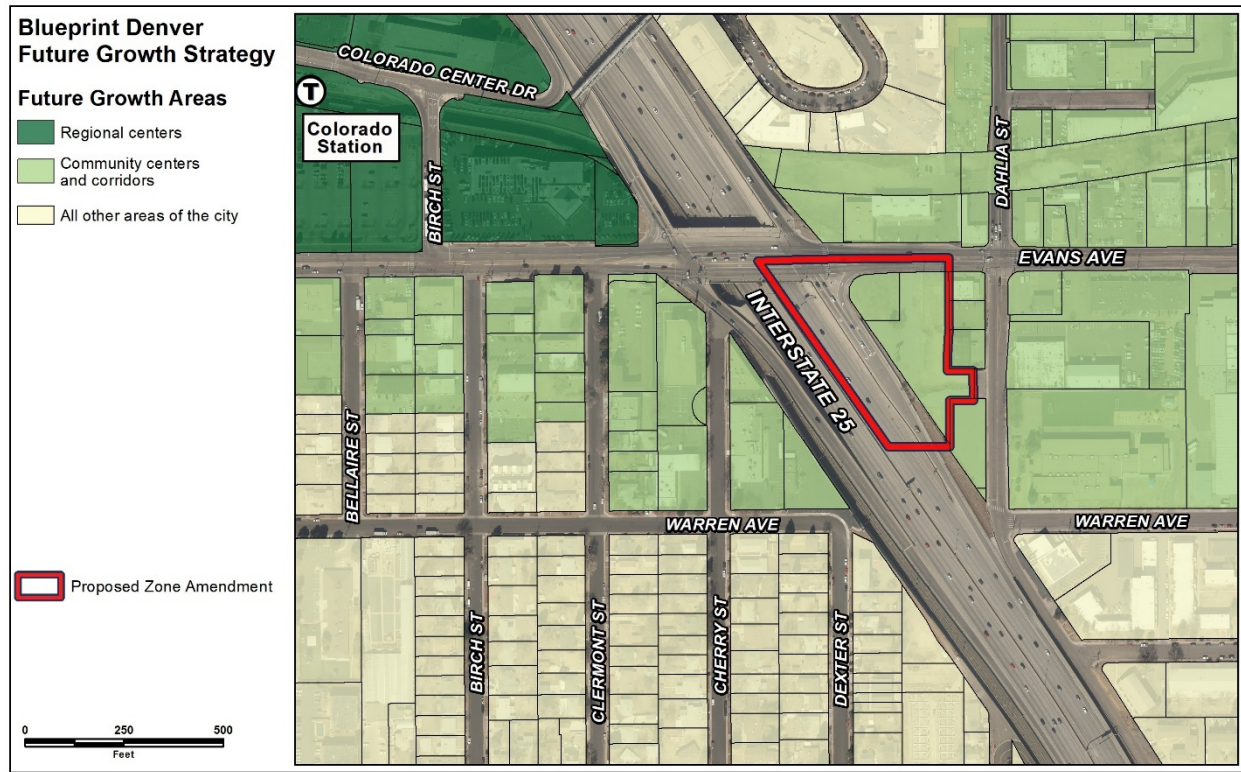 Blueprint Denver
Future Growth Strategy
Future Growth Areas
Regional centers
Community centers
and corridors
All other areas of the city
Proposed Zone Amendment
0 250 500
Feet
COLORADO CENTER DR
T
Colorado
Station
BIRCH ST
DAHLIA ST
EVANS AVE
INTERSTATE 25
BELLAIRE ST
WARREN AVE
WARREN AVE
BIRCH ST
CLERMONT ST
CHERRY ST
DEXTER ST